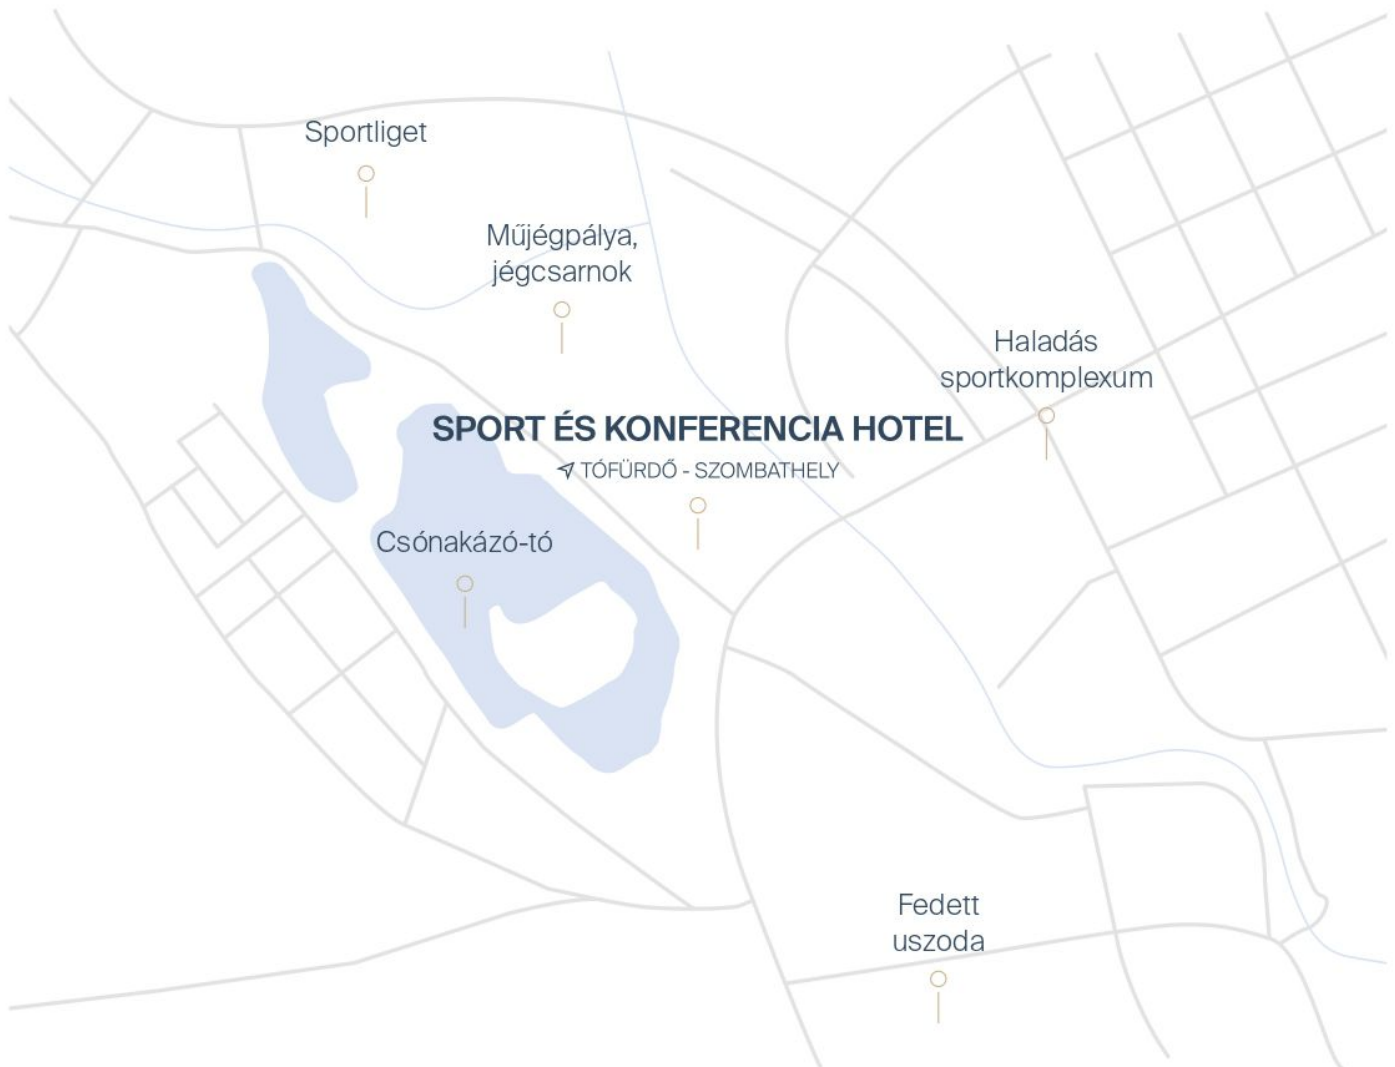 Sportliget
Műjégpálya,
jégcsarnok
Haladás
sportkomplexum
SPORT ÉS KONFERENCIA HOTEL
TÓFÜRDŐ - SZOMBATHELY
Csónakázó-tó
Fedett
uszoda